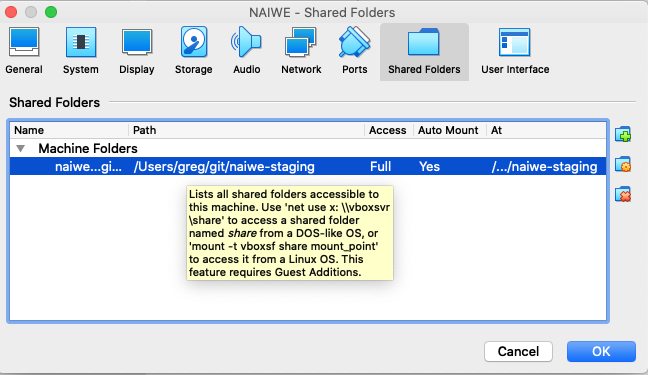 NAIWE - Shared Folders
General System Display Storage Audio Network Ports Shared Folders User Interface
Shared Folders
Name Path Access Auto Mount At
Machine Folders
naiwe...gi... /Users/greg/git/naiwe-staging Full Yes /.../naiwe-staging
Lists all shared folders accessible to
this machine. Use 'net use x: \\vboxsvr
\share' to access a shared folder
named share from a DOS-like OS, or
'mount -t vboxsf share mount_point'
to access it from a Linux OS. This
feature requires Guest Additions.
Cancel OK